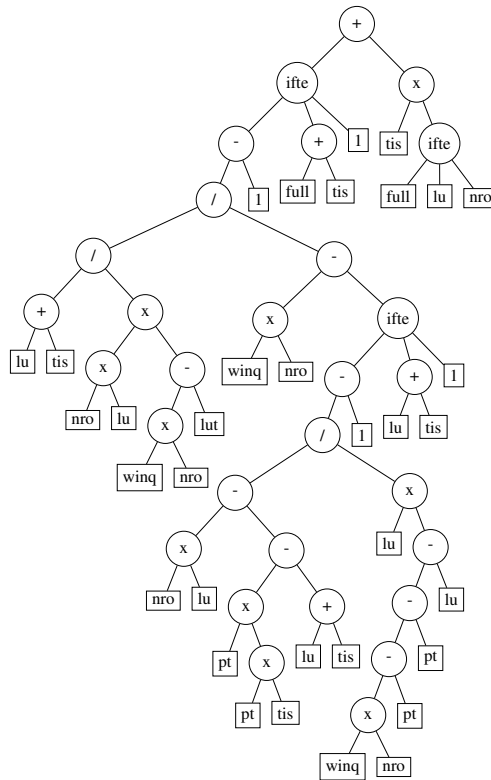 +
ifte x
- + 1 tis ifte
/ 1 full tis full lu nro
/ -
+ x x ifte
lu tis x - winq nro - + 1
nro lu x lut / 1 lu tis
winq nro - x
x - lu -
nro lu x + - lu
pt x lu tis - pt
pt tis x pt
winq nro